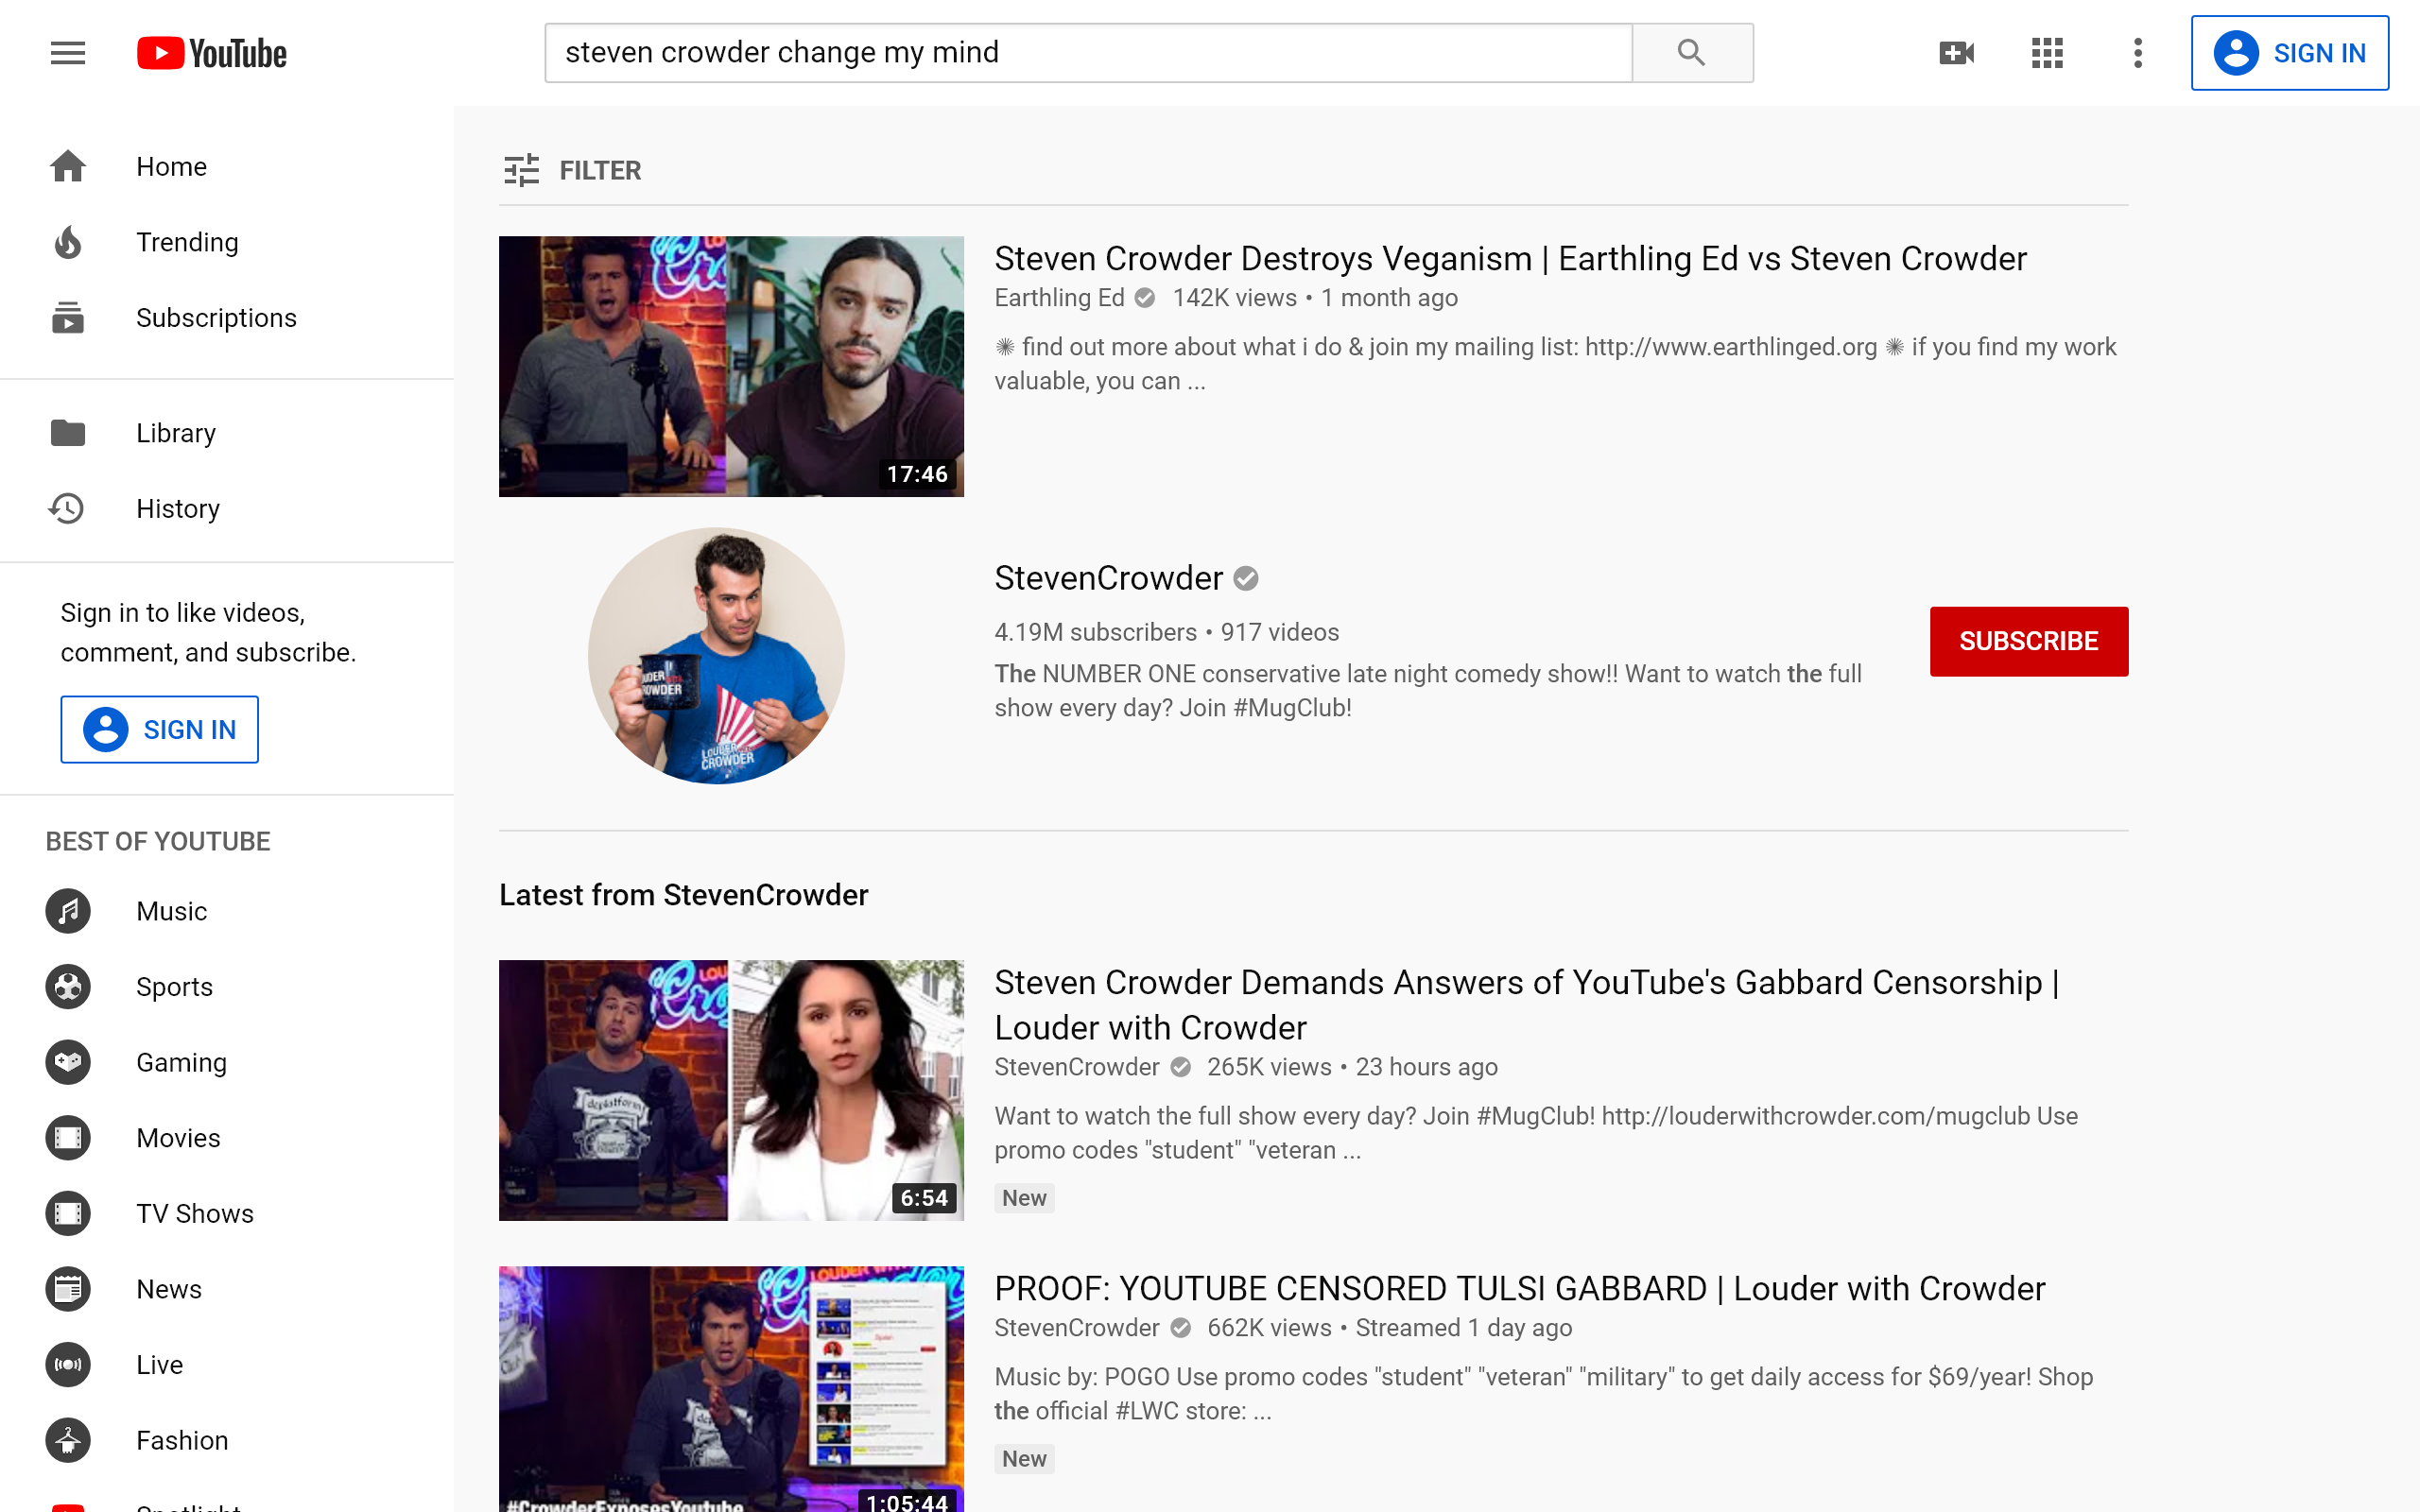 YouTube
steven crowder change my mind
SIGN IN
Home
Trending
Subscriptions
Library
History
Sign in to like videos,
comment, and subscribe.
SIGN IN
BEST OF YOUTUBE
Music
Sports
Gaming
Movies
TV Shows
News
Live
Fashion
Spotlight
FILTER
17:46
Steven Crowder Destroys Veganism | Earthling Ed vs Steven Crowder
Earthling Ed 142K views • 1 month ago
✺ find out more about what i do & join my mailing list: http://www.earthlinged.org ✺ if you find my work
valuable, you can ...
LOUDER
CROWDER
StevenCrowder
4.19M subscribers • 917 videos
The NUMBER ONE conservative late night comedy show!! Want to watch the full
show every day? Join #MugClub!
SUBSCRIBE
Latest from StevenCrowder
6:54
Steven Crowder Demands Answers of YouTube's Gabbard Censorship |
Louder with Crowder
StevenCrowder 265K views • 23 hours ago
Want to watch the full show every day? Join #MugClub! http://louderwithcrowder.com/mugclub Use
promo codes "student" "veteran ...
New
#CrowderExposesYoutube
1:05:44
PROOF: YOUTUBE CENSORED TULSI GABBARD | Louder with Crowder
StevenCrowder 662K views • Streamed 1 day ago
Music by: POGO Use promo codes "student" "veteran" "military" to get daily access for $69/year! Shop
the official #LWC store: ...
New